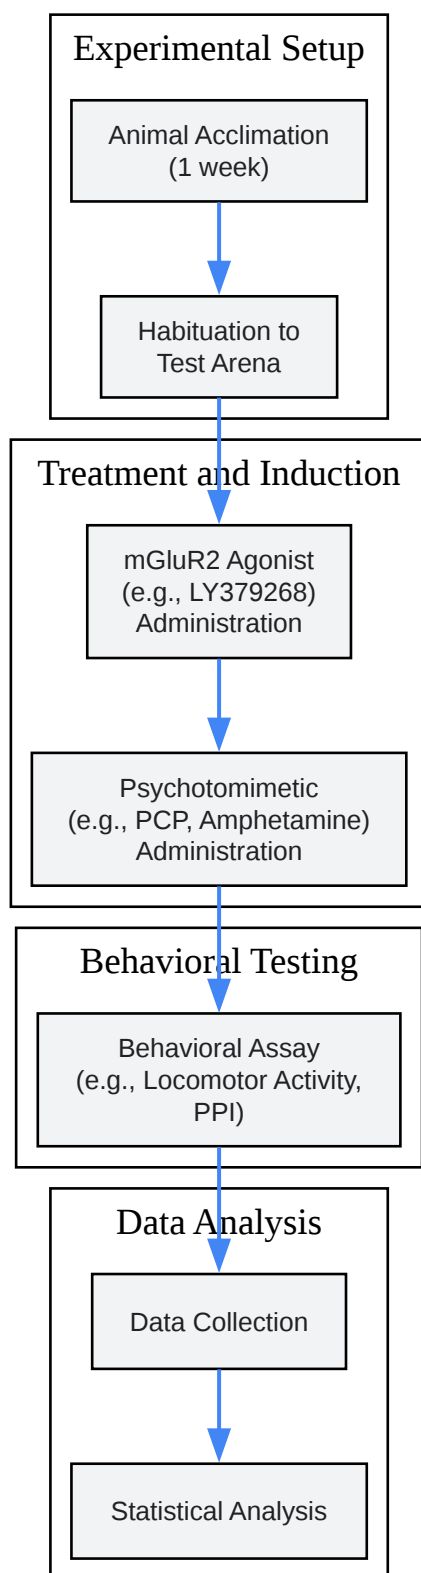 Experimental Setup
Animal Acclimation
(1 week)
Habituation to
Test Arena
Treatment and Induction
mGluR2 Agonist
(e.g., LY379268)
Administration
Psychotomimetic
(e.g., PCP, Amphetamine)
Administration
Behavioral Testing
Behavioral Assay
(e.g., Locomotor Activity,
PPI)
Data Analysis
Data Collection
Statistical Analysis